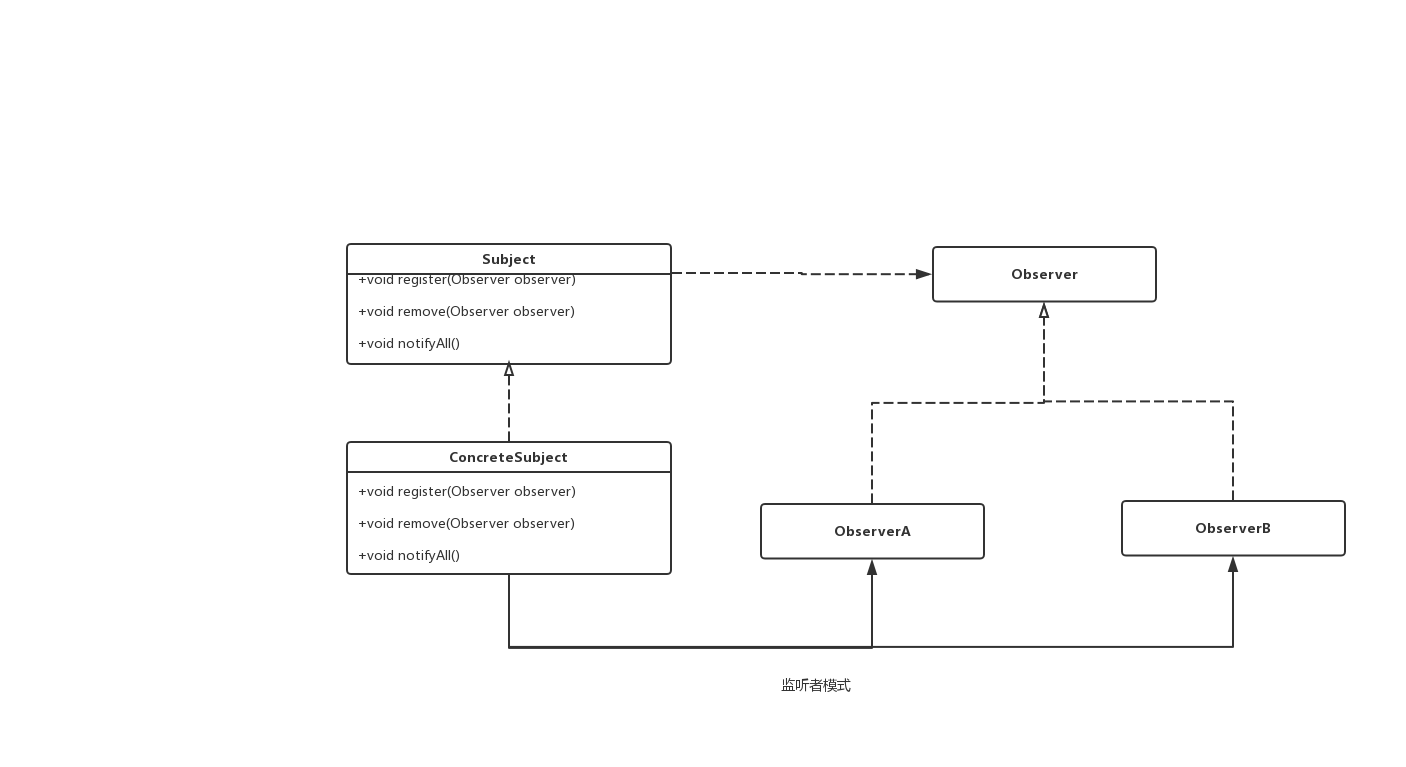 Subject
+void register(Observer observer)
+void remove(Observer observer)
+void notifyAll()
Observer
ConcreteSubject
+void register(Observer observer)
+void remove(Observer observer)
+void notifyAll()
ObserverA
ObserverB
监听者模式